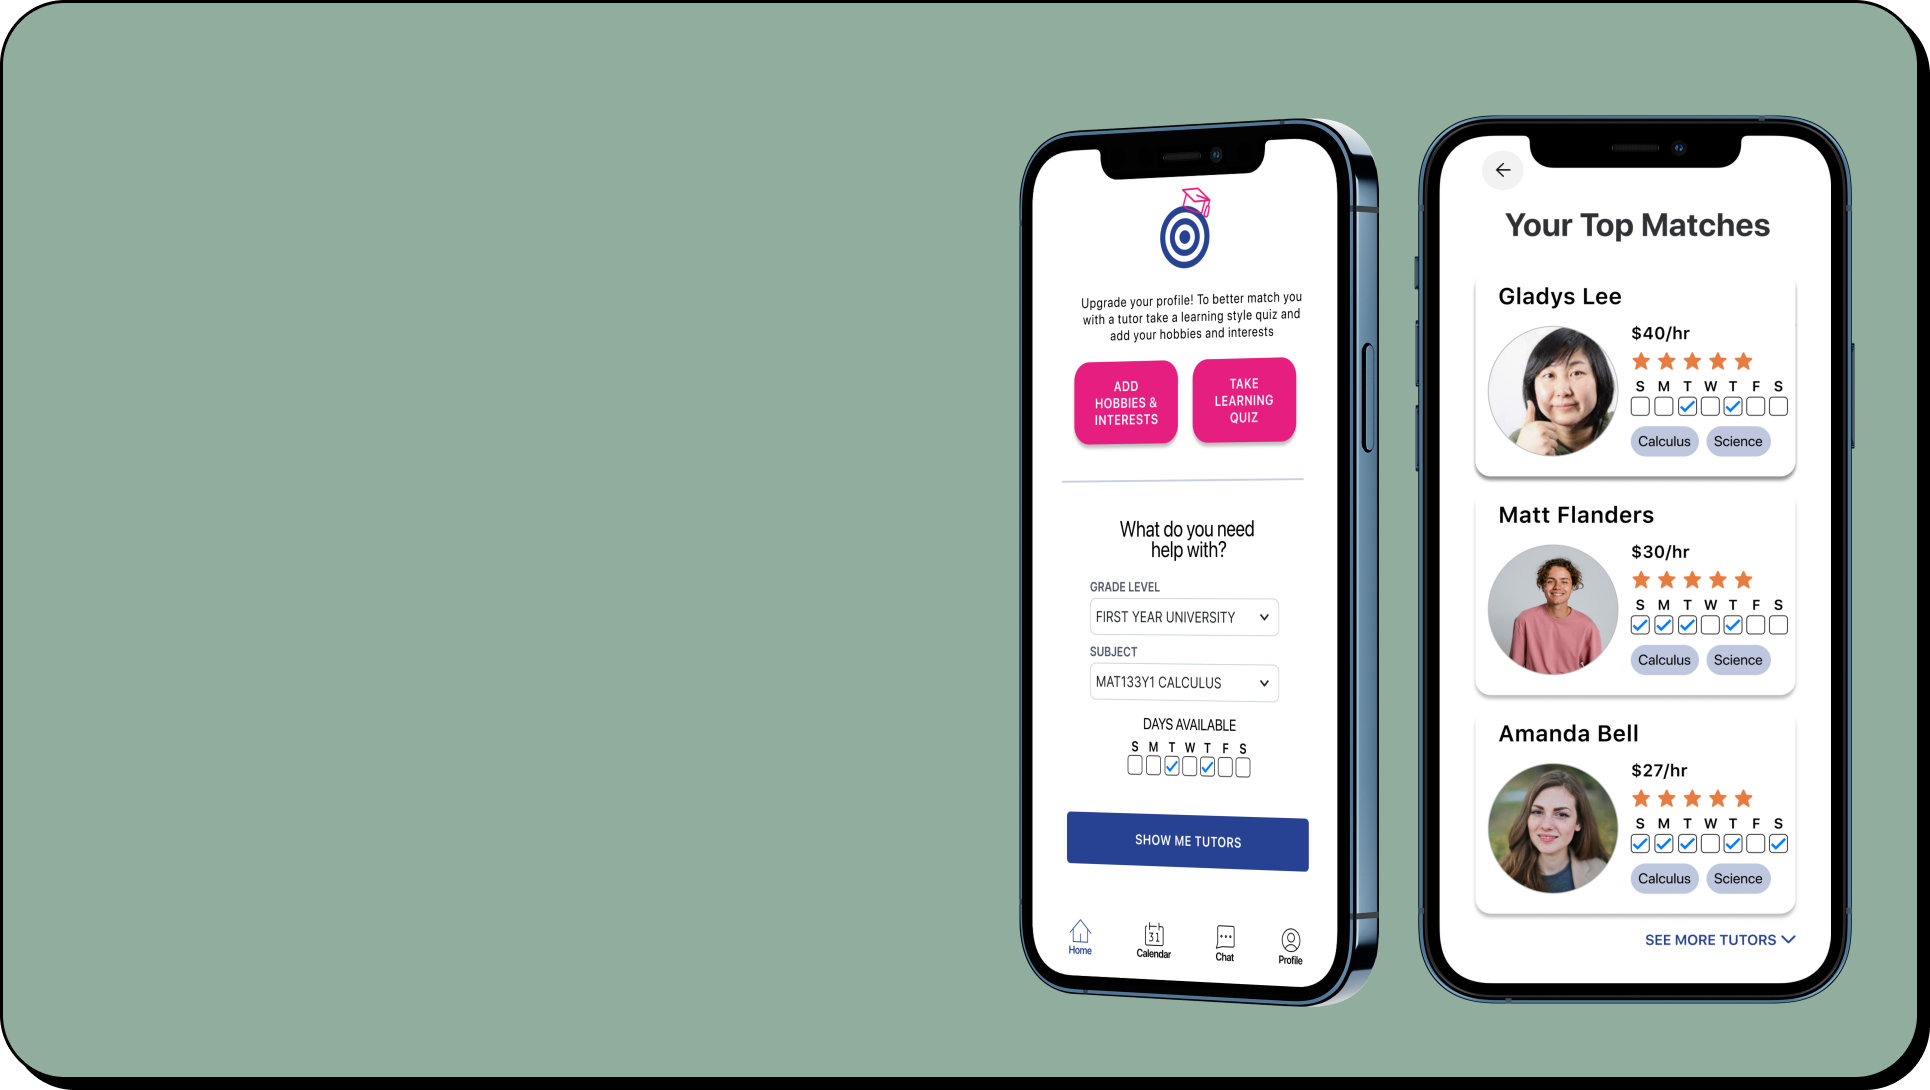 Upgrade your profile! To better match you
with a tutor take a learning style quiz and
add your hobbies and interests
ADD
HOBBIES &
INTERESTS
TAKE
LEARNING
QUIZ
What do you need
help with?
GRADE LEVEL
FIRST YEAR UNIVERSITY
SUBJECT
MAT133Y1 CALCULUS
DAYS AVAILABLE
S M T W T F S
SHOW ME TUTORS
31
Home Calendar Chat Profile
Your Top Matches
Gladys Lee
$40/hr
S M T W T F S
Calculus Science
Matt Flanders
$30/hr
S M T W T F S
Calculus Science
Amanda Bell
$27/hr
S M T W T F S
Calculus Science
SEE MORE TUTORS